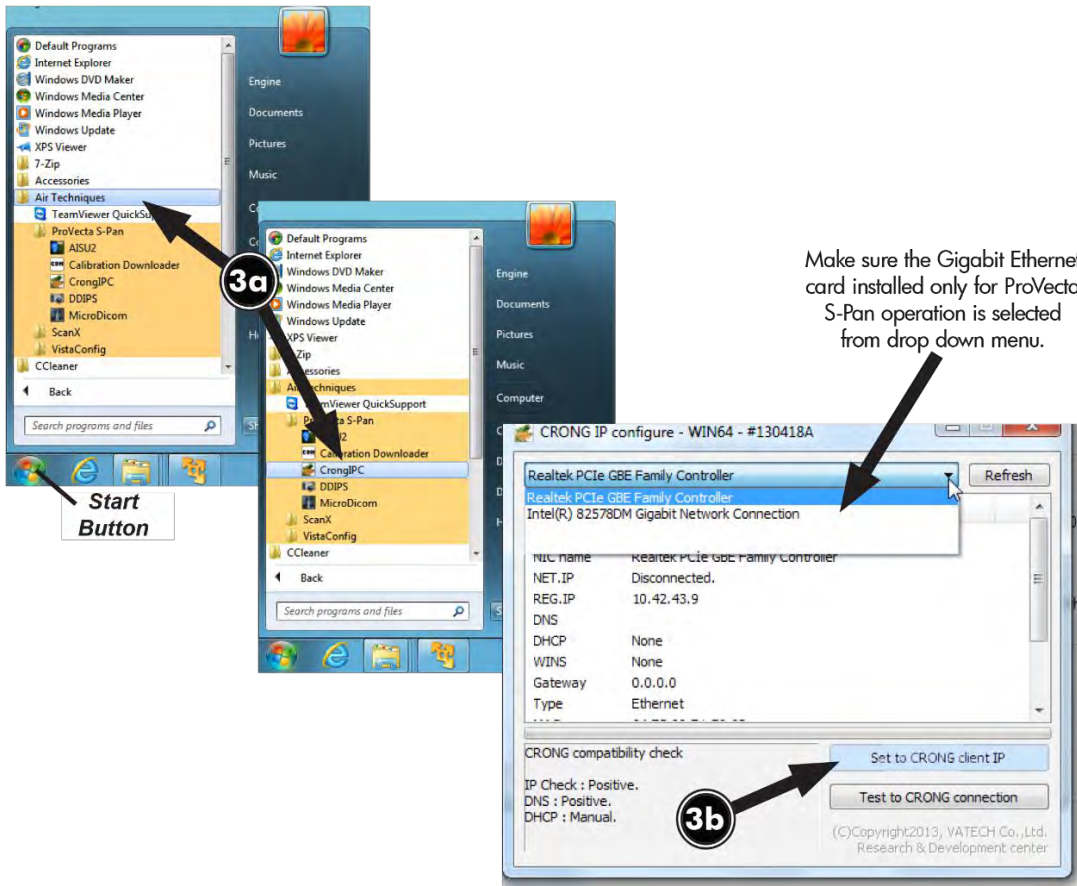 Default Programs
Internet Explorer
Windows DVD Maker
Windows Media Center
Windows Media Player
Windows Update
XPS Viewer
7-Zip
Accessories
Air Techniques
TeamViewer
ProVecta S-Pan
AISU2
Calibration Downloader
CrongIPC
DDIPS
MicroDicom
ScanX
VistaConfig
CCleaner
Back
Search programs and files
Engine
Documents
Pictures
Music
Start
Button
3a
Default Programs
Internet Explorer
Windows DVD Maker
Windows Media Center
Windows Media Player
Windows Update
XPS Viewer
Zip
Air Techniques
TeamViewer QuickSupport
S-Pan
Calibration Downloader
CrongIPC
DDIPS
MicroDicom
ScanX
VistaConfig
CCleaner
Back
Search programs and files
Engine
Documents
Pictures
Music
Computer
Make sure the Gigabit Ethernet
card installed only for ProVecta
S-Pan operation is selected
from drop down menu.
CRONG IP configure - WIN64 - #130418A
Realtek PCIe GBE Family Controller
Refresh
Realtek PCIe GBE Family Controller
Intel(R) 82578DM Gigabit Network Connection
NIC name Realtek PCIe GBE Family Controller
NET.IP Disconnected.
REG.IP 10.42.43.9
DNS
DHCP None
WINS None
Gateway 0.0.0.0
Type Ethernet
CRONG compatibility check
IP Check : Positive.
DNS : Positive.
DHCP : Manual.
3b
Set to CRONG client IP
Test to CRONG connection
(C)Copyright2013, VATECH Co.,Ltd.
Research & Development center